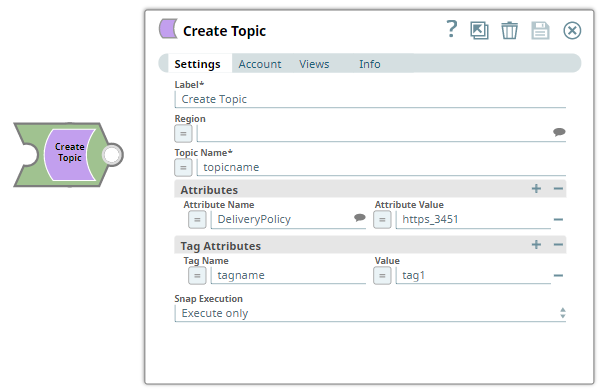 Create Topic
?
Settings Account Views Info
Label*
Create Topic
Region
=
Topic Name*
= topicname
Attributes + −
Attribute Name Attribute Value
= DeliveryPolicy = https_3451 −
Tag Attributes + −
Tag Name Value
= tagname = tag1 −
Snap Execution
Execute only
Create
Topic